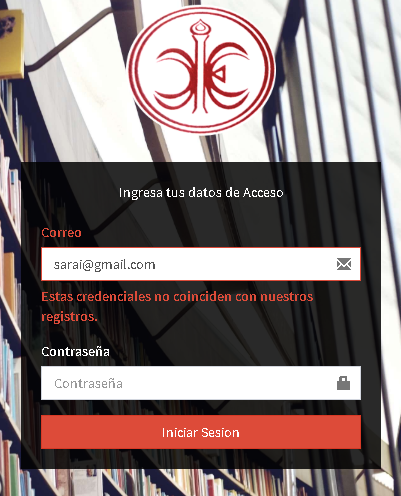 Ingresa tus datos de Acceso
Correo
sarai@gmail.com
Estas credenciales no coinciden con nuestros
registros.
Contraseña
Contraseña
Iniciar Sesion